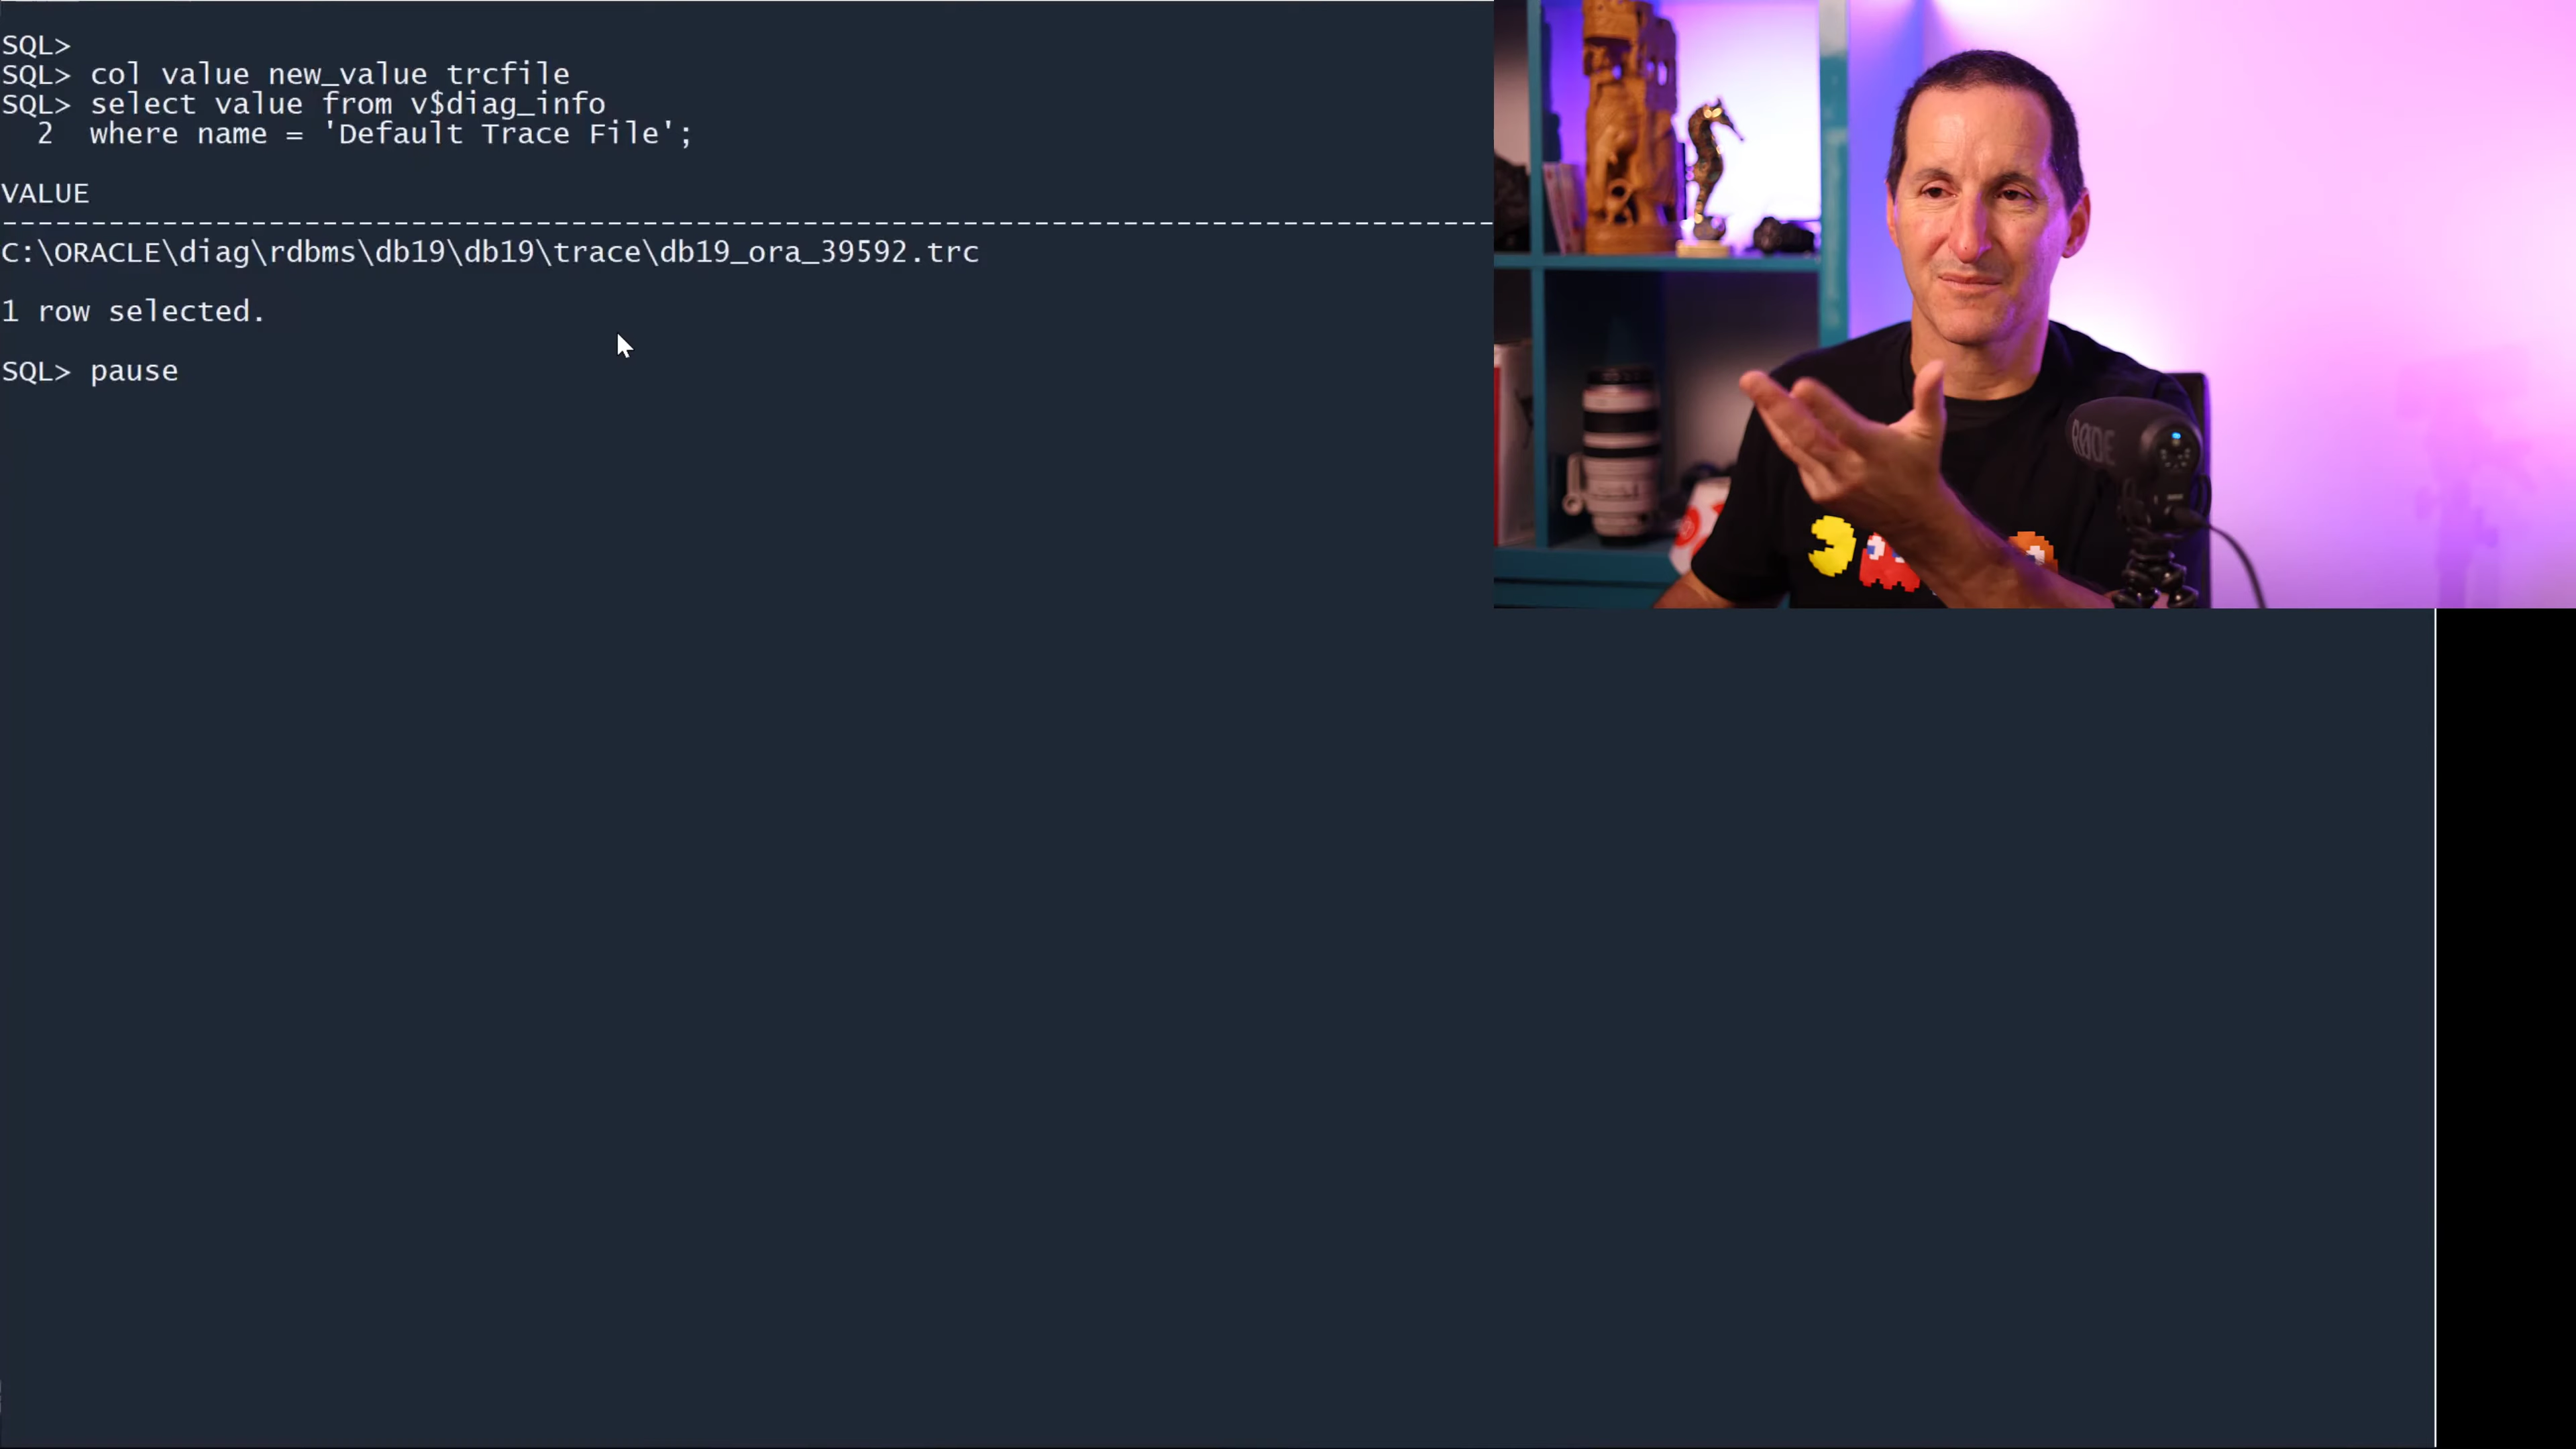 SQL>
SQL> col value new_value trcfile
SQL> select value from v$diag_info
  2  where name = 'Default Trace File';
VALUE
------------------------------------------------------------------------------------
C:\ORACLE\diag\rdbms\db19\db19\trace\db19_ora_39592.trc
1 row selected.
SQL> pause
RØDE